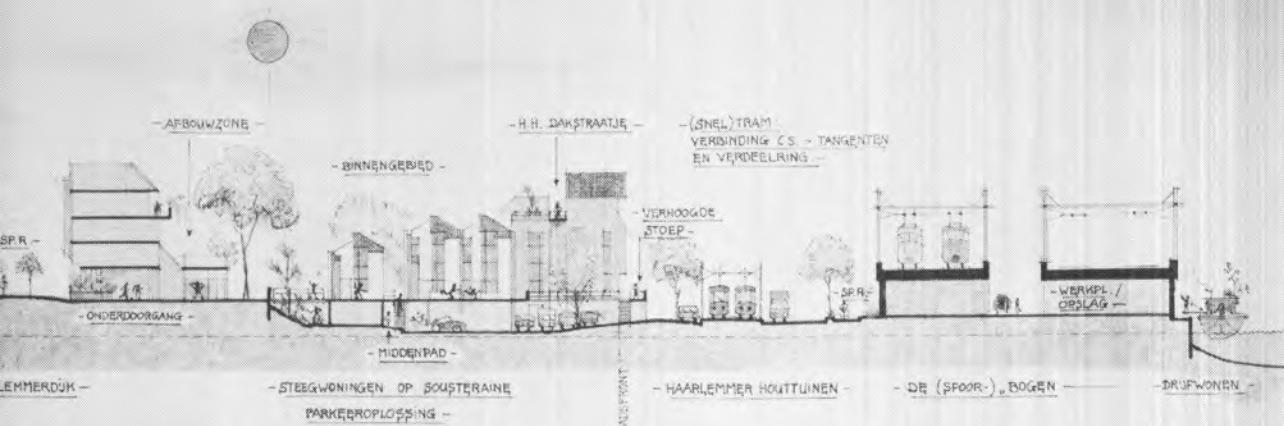 - AFBOUWZONE -
- H.H. DAKSTRAATJE -
- (SNEL)TRAM
VERBINDING C.S. - TANGENTEN
EN VERDEELRING -
- BINNENGEBIED -
- VERHOOGDE
STOEP -
SP.R -
- SP.R. -
- WERKPL./
OPSLAG -
- ONDERDOORGANG -
- MIDDENPAD -
LEMMERDIJK -
- STEEGWONINGEN OP SOUSTERAINE
PARKEEROPLOSSING -
- HAARLEMMER HOUTTUINEN -
- DE (SPOOR-)„BOGEN
- DRIJFWONEN -